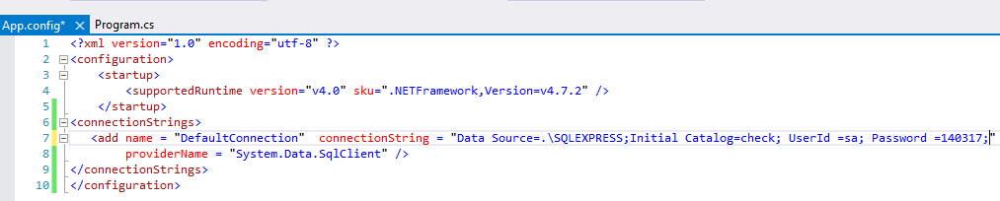 App.config* Program.cs
1 <?xml version="1.0" encoding="utf-8" ?>
2 <configuration>
3 <startup>
4 <supportedRuntime version="v4.0" sku=".NETFramework,Version=v4.7.2" />
5 </startup>
6 <connectionStrings>
7 <add name = "DefaultConnection" connectionString = "Data Source=.\SQLEXPRESS;Initial Catalog=check; UserId =sa; Password =140317;"
8 providerName = "System.Data.SqlClient" />
9 </connectionStrings>
10 </configuration>